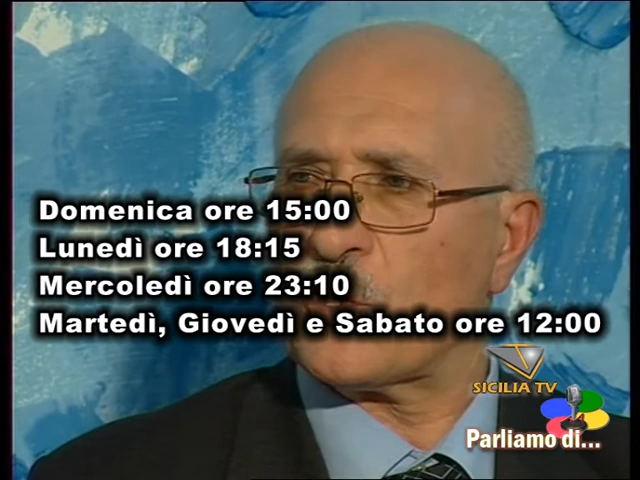 Domenica ore 15:00
Lunedì ore 18:15
Mercoledì ore 23:10
Martedì, Giovedì e Sabato ore 12:00
SICILIA TV
Parliamo di...